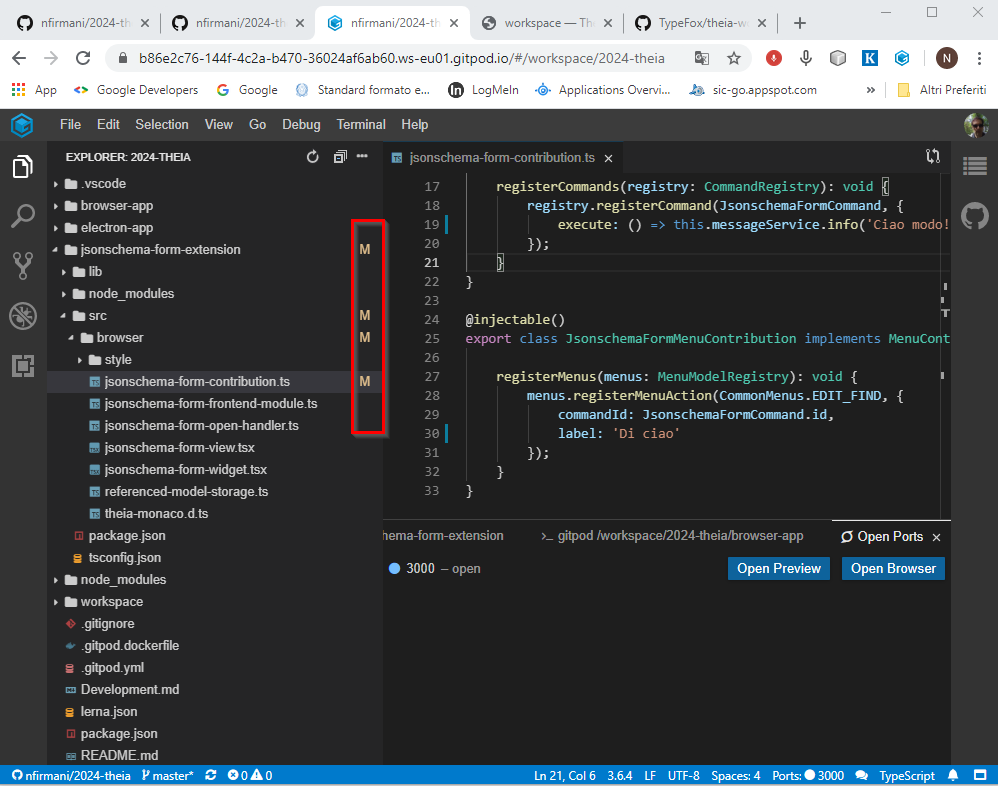 nfirmani/2024-th
nfirmani/2024-th
nfirmani/2024-th
workspace — Th
TypeFox/theia-w
b86e2c76-144f-4c2a-b470-36024af6ab60.ws-eu01.gitpod.io/#/workspace/2024-theia
K
N
App
Google Developers
Google
Standard formato e...
LogMeIn
Applications Overvi...
sic-go.appspot.com
»
Altri Preferiti
File Edit Selection View Go Debug Terminal Help
EXPLORER: 2024-THEIA
.vscode
browser-app
electron-app
jsonschema-form-extension M
lib
node_modules
src M
browser M
style
jsonschema-form-contribution.ts M
jsonschema-form-frontend-module.ts
jsonschema-form-open-handler.ts
jsonschema-form-view.tsx
jsonschema-form-widget.tsx
referenced-model-storage.ts
theia-monaco.d.ts
package.json
tsconfig.json
node_modules
workspace
.gitignore
.gitpod.dockerfile
.gitpod.yml
Development.md
lerna.json
package.json
README.md
jsonschema-form-contribution.ts
17 registerCommands(registry: CommandRegistry): void {
18 registry.registerCommand(JsonschemaFormCommand, {
19 execute: () => this.messageService.info('Ciao modo!
20 });
21 }
22 }
23
24 @injectable()
25 export class JsonschemaFormMenuContribution implements MenuCont
26
27 registerMenus(menus: MenuModelRegistry): void {
28 menus.registerMenuAction(CommonMenus.EDIT_FIND, {
29 commandId: JsonschemaFormCommand.id,
30 label: 'Di ciao'
31 });
32 }
33 }
hema-form-extension
>_ gitpod /workspace/2024-theia/browser-app
Open Ports
3000 – open
Open Preview
Open Browser
nfirmani/2024-theia master* 0 0 Ln 21, Col 6 3.6.4 LF UTF-8 Spaces: 4 Ports: 3000 TypeScript